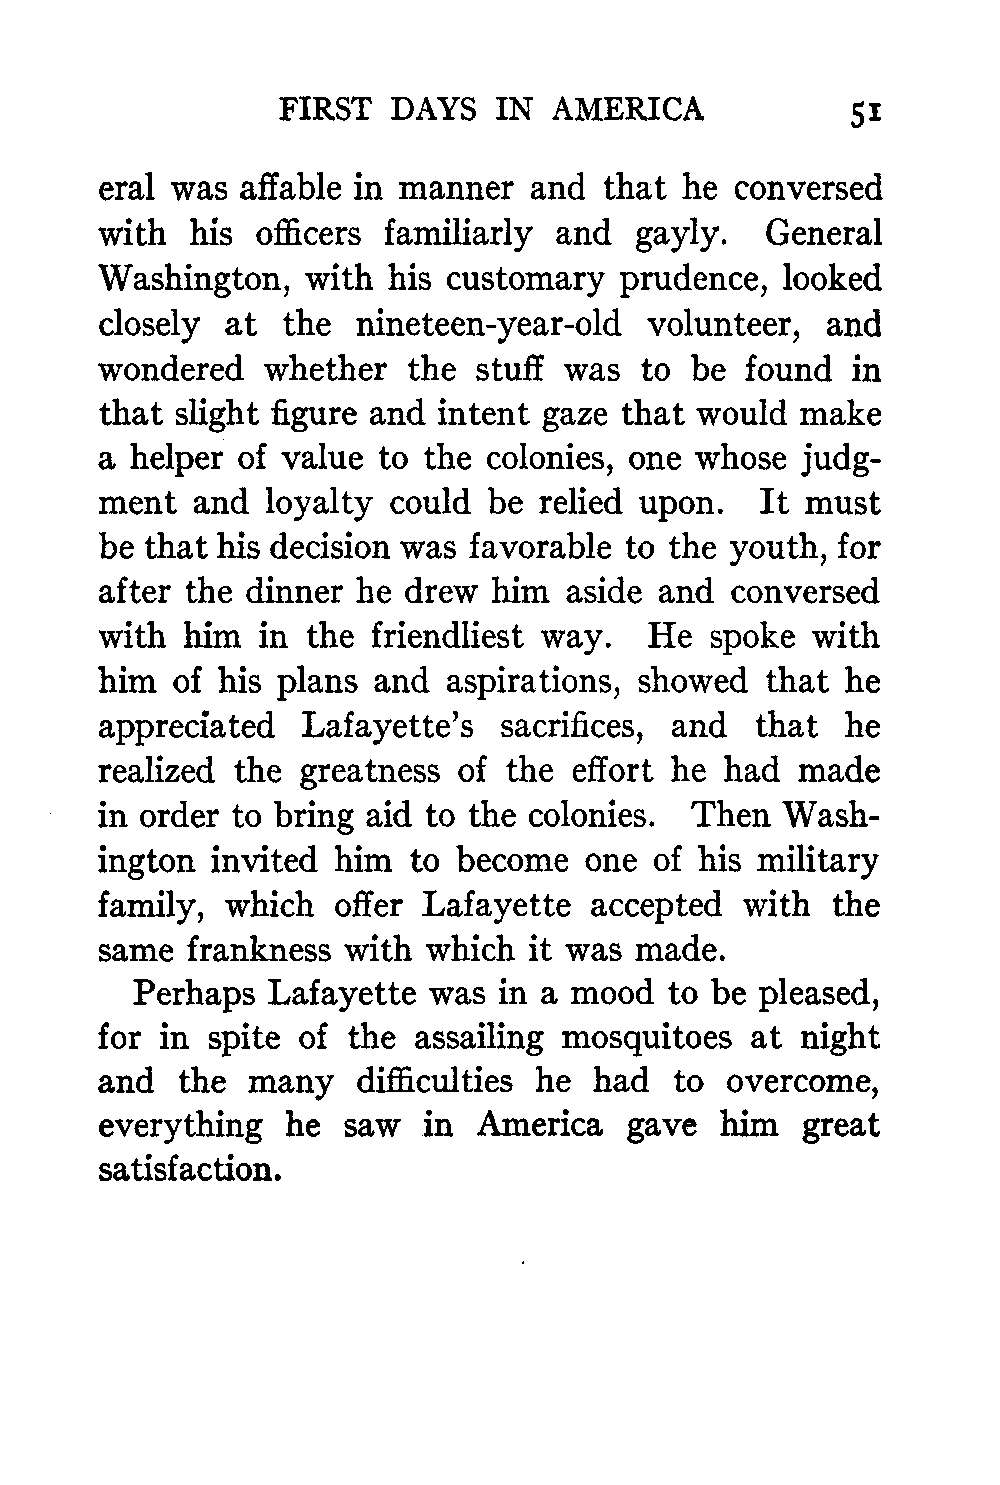 FIRST DAYS IN AMERICA 51
eral was affable in manner and that he conversed
with his officers familiarly and gayly. General
Washington, with his customary prudence, looked
closely at the nineteen-year-old volunteer, and
wondered whether the stuff was to be found in
that slight figure and intent gaze that would make
a helper of value to the colonies, one whose judg-
ment and loyalty could be relied upon. It must
be that his decision was favorable to the youth, for
after the dinner he drew him aside and conversed
with him in the friendliest way. He spoke with
him of his plans and aspirations, showed that he
appreciated Lafayette's sacrifices, and that he
realized the greatness of the effort he had made
in order to bring aid to the colonies. Then Wash-
ington invited him to become one of his military
family, which offer Lafayette accepted with the
same frankness with which it was made.
Perhaps Lafayette was in a mood to be pleased,
for in spite of the assailing mosquitoes at night
and the many difficulties he had to overcome,
everything he saw in America gave him great
satisfaction.